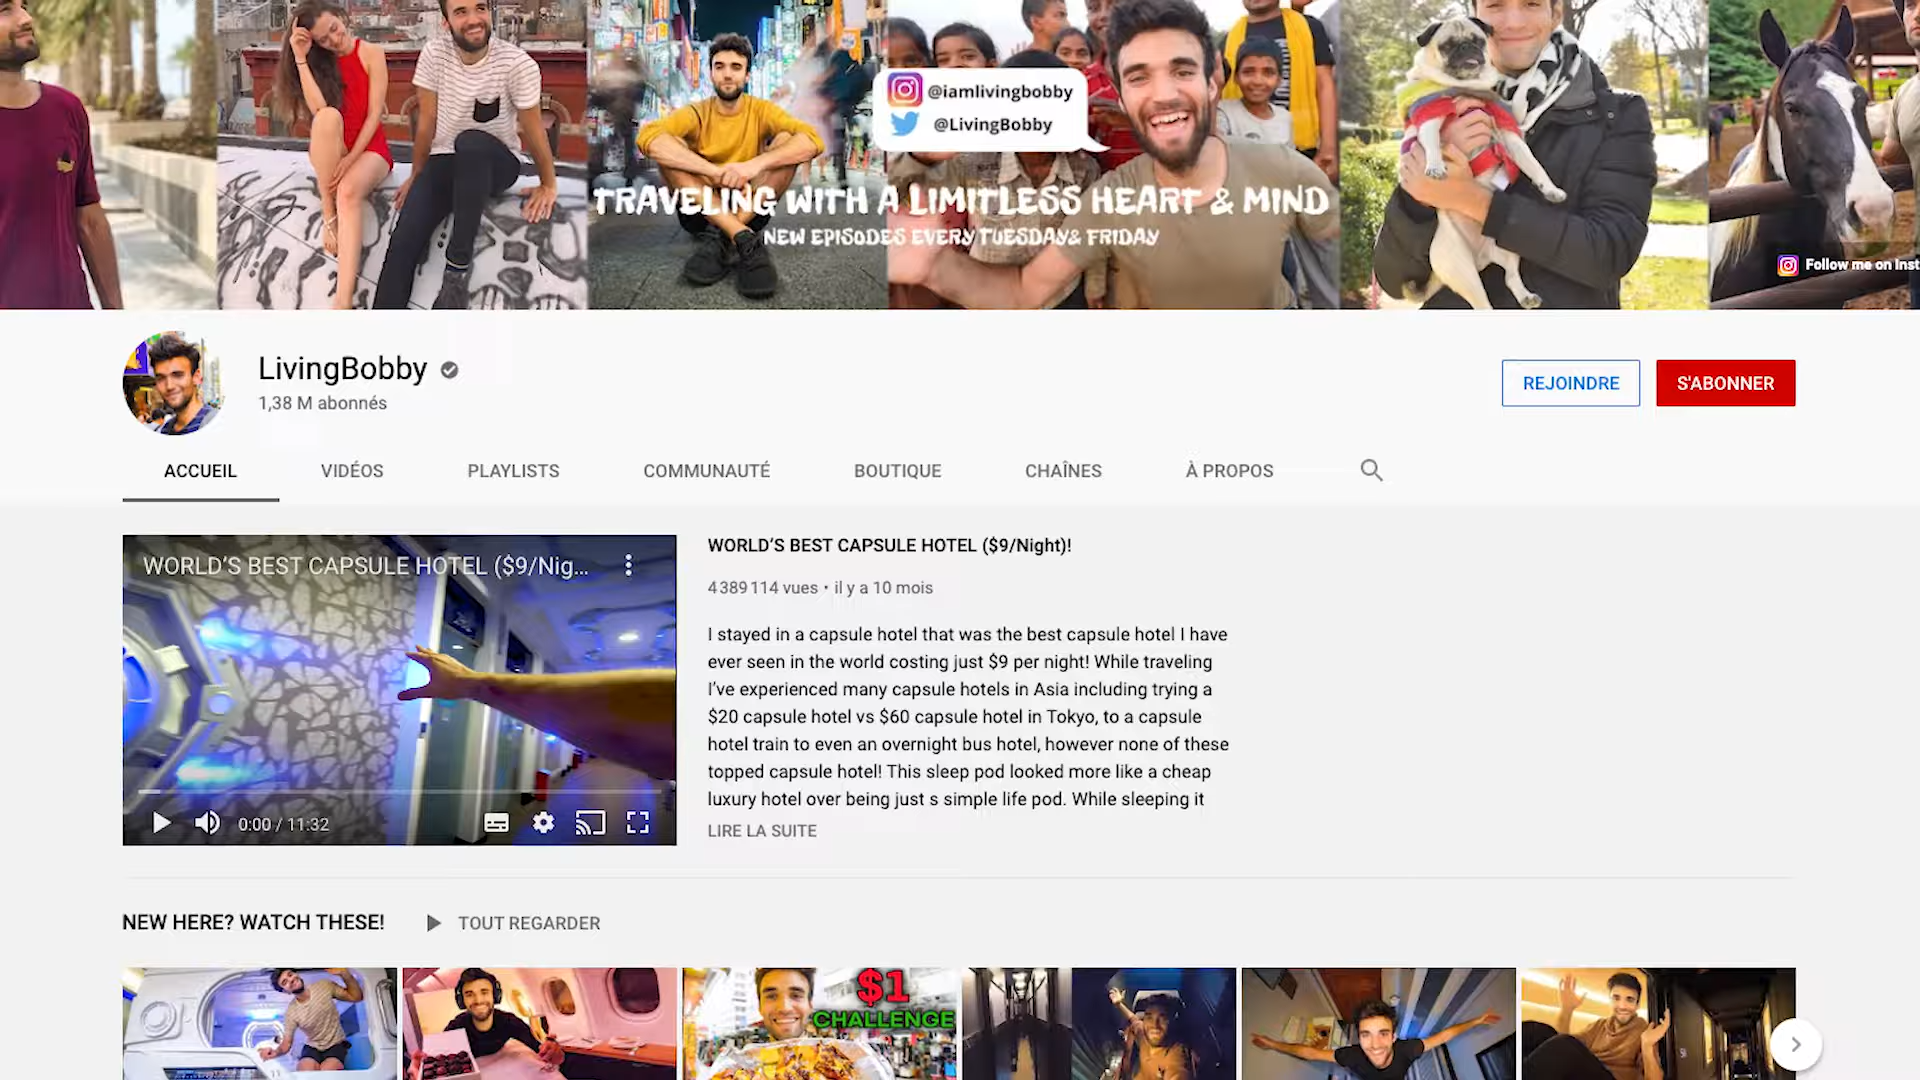 @iamlivingbobby
@LivingBobby
TRAVELING WITH A LIMITLESS HEART & MIND
NEW EPISODES EVERY TUESDAY& FRIDAY
Follow me on Inst
LivingBobby
1,38 M abonnés
REJOINDRE
S'ABONNER
ACCUEIL
VIDÉOS
PLAYLISTS
COMMUNAUTÉ
BOUTIQUE
CHAÎNES
À PROPOS
WORLD’S BEST CAPSULE HOTEL ($9/Nig...
0:00 / 11:32
WORLD’S BEST CAPSULE HOTEL ($9/Night)!
4 389 114 vues • il y a 10 mois
I stayed in a capsule hotel that was the best capsule hotel I have
ever seen in the world costing just $9 per night! While traveling
I’ve experienced many capsule hotels in Asia including trying a
$20 capsule hotel vs $60 capsule hotel in Tokyo, to a capsule
hotel train to even an overnight bus hotel, however none of these
topped capsule hotel! This sleep pod looked more like a cheap
luxury hotel over being just s simple life pod. While sleeping it
LIRE LA SUITE
NEW HERE? WATCH THESE!
TOUT REGARDER
$1
CHALLENGE